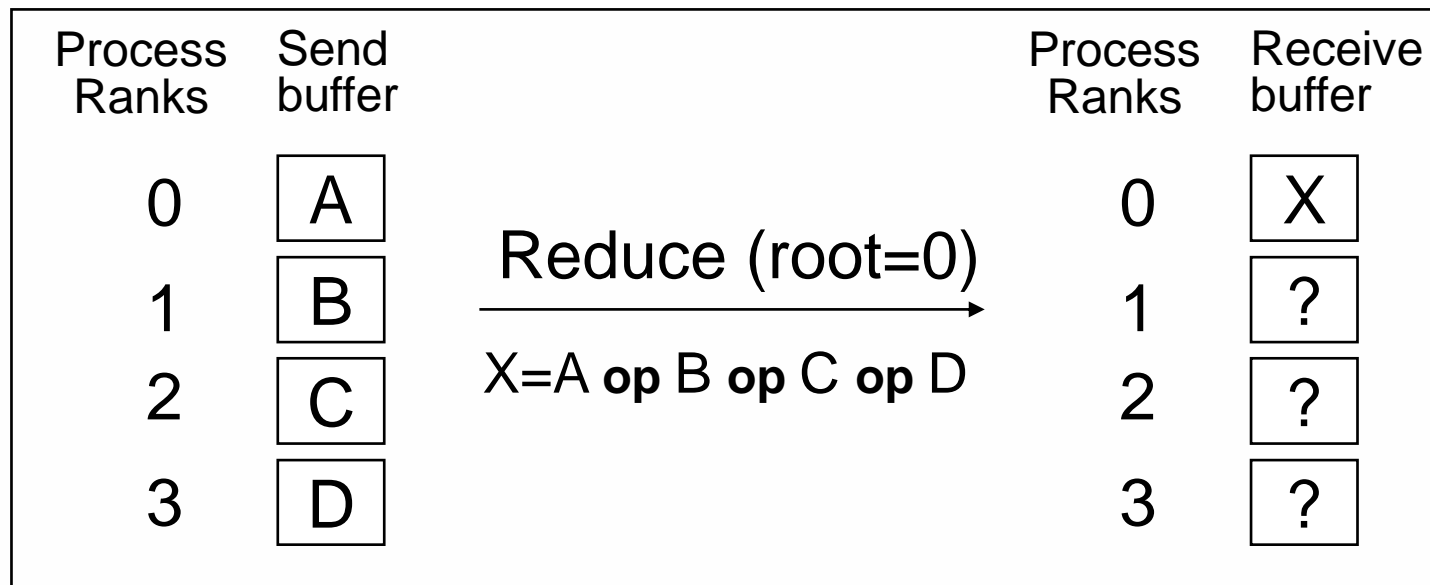 Process Send Process Receive
Ranks buffer Ranks buffer
0 A 0 X
Reduce (root=0)
1 B 1 ?
X=A op B op C op D
2 C 2 ?
3 D 3 ?